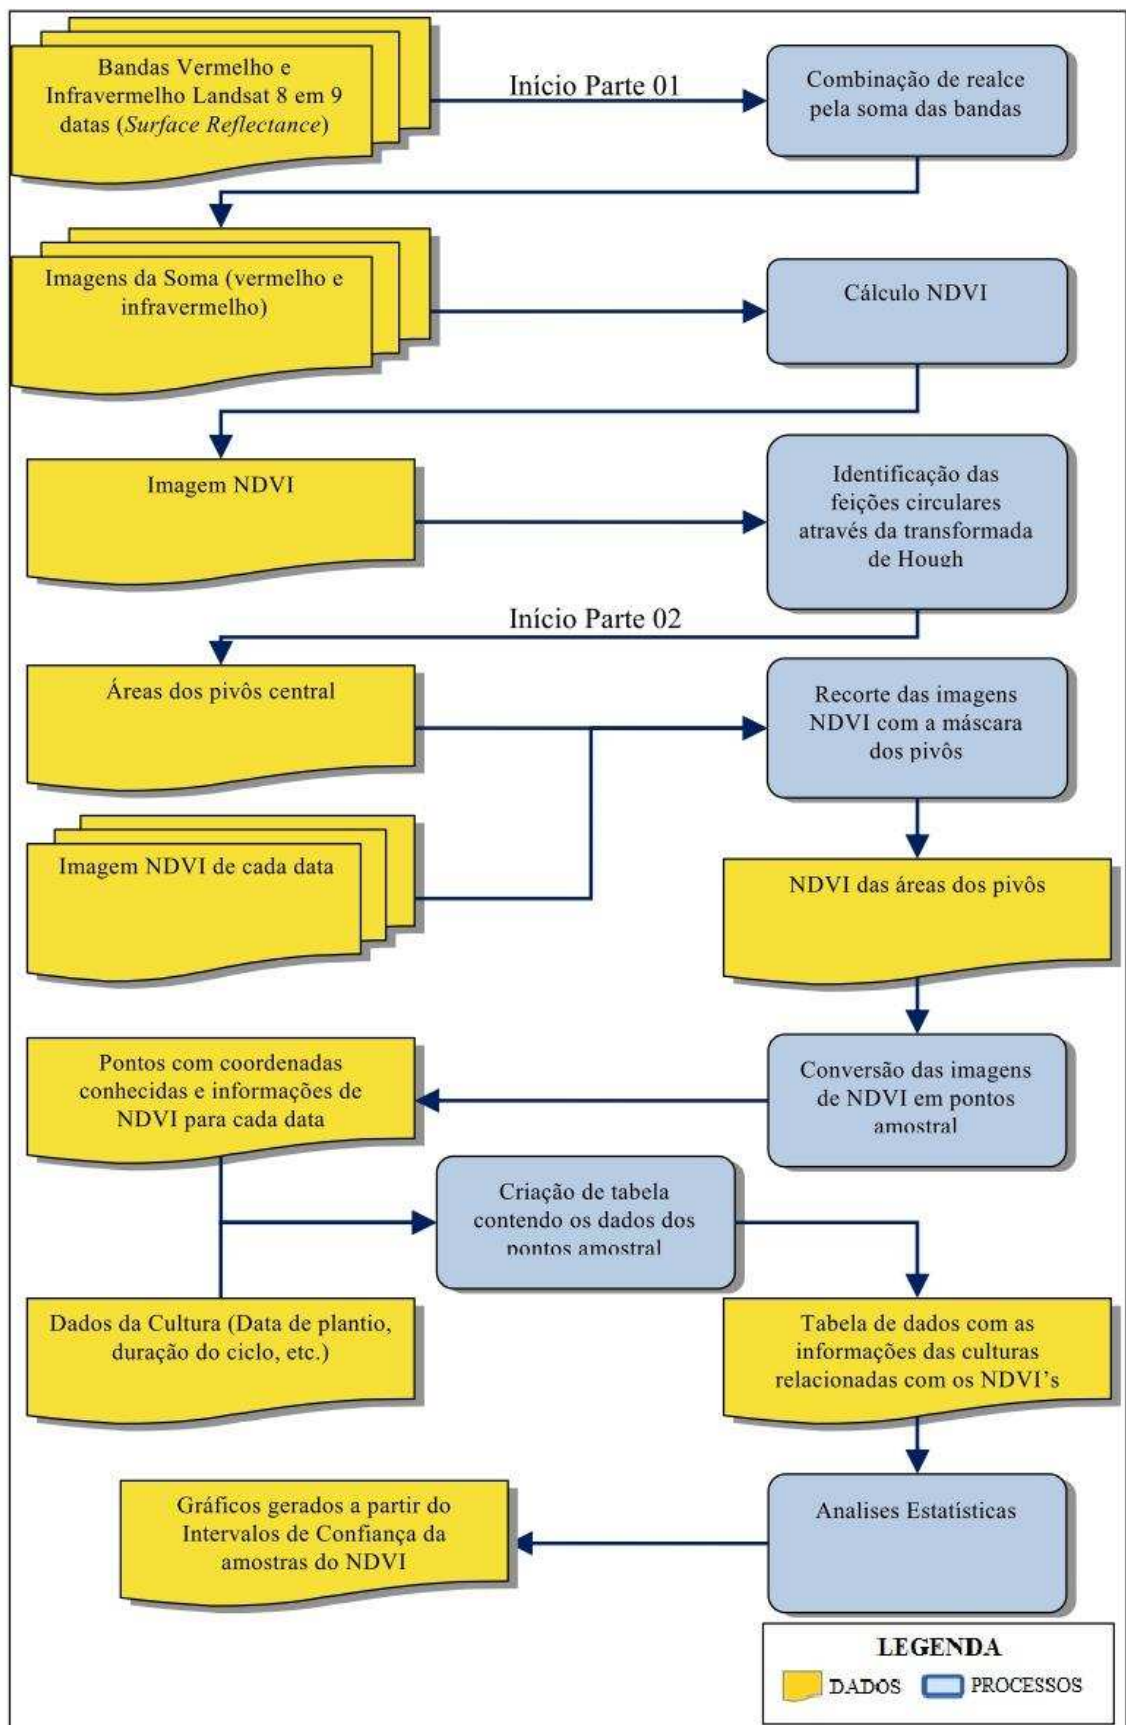 Bandas Vermelho e
Infravermelho Landsat 8 em 9
datas (Surface Reflectance)
Início Parte 01
Combinação de realce
pela soma das bandas
Imagens da Soma (vermelho e
infravermelho)
Cálculo NDVI
Imagem NDVI
Identificação das
feições circulares
através da transformada
de Hough
Início Parte 02
Áreas dos pivôs central
Recorte das imagens
NDVI com a máscara
dos pivôs
Imagem NDVI de cada data
NDVI das áreas dos pivôs
Pontos com coordenadas
conhecidas e informações de
NDVI para cada data
Conversão das imagens
de NDVI em pontos
amostral
Criação de tabela
contendo os dados dos
pontos amostral
Dados da Cultura (Data de plantio,
duração do ciclo, etc.)
Tabela de dados com as
informações das culturas
relacionadas com os NDVI’s
Gráficos gerados a partir do
Intervalos de Confiança da
amostras do NDVI
Analises Estatísticas
LEGENDA
DADOS
PROCESSOS